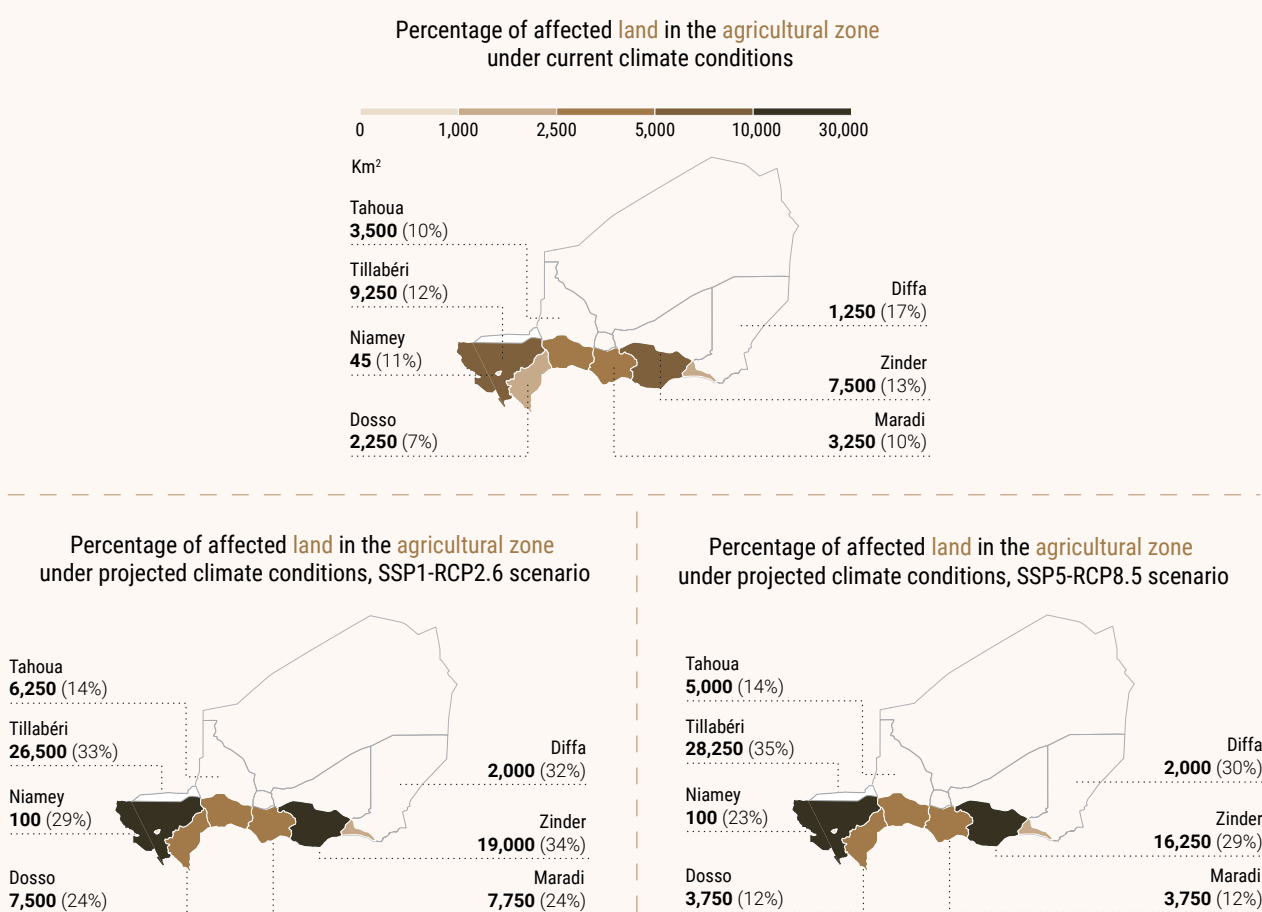 Percentage of affected land in the agricultural zone
under current climate conditions
0 1,000 2,500 5,000 10,000 30,000
Km²
Tahoua
3,500 (10%)
Tillabéri
9,250 (12%)
Niamey
45 (11%)
Dosso
2,250 (7%)
Diffa
1,250 (17%)
Zinder
7,500 (13%)
Maradi
3,250 (10%)
Percentage of affected land in the agricultural zone
under projected climate conditions, SSP1-RCP2.6 scenario
Tahoua
6,250 (14%)
Tillabéri
26,500 (33%)
Niamey
100 (29%)
Dosso
7,500 (24%)
Diffa
2,000 (32%)
Zinder
19,000 (34%)
Maradi
7,750 (24%)
Percentage of affected land in the agricultural zone
under projected climate conditions, SSP5-RCP8.5 scenario
Tahoua
5,000 (14%)
Tillabéri
28,250 (35%)
Niamey
100 (23%)
Dosso
3,750 (12%)
Diffa
2,000 (30%)
Zinder
16,250 (29%)
Maradi
3,750 (12%)